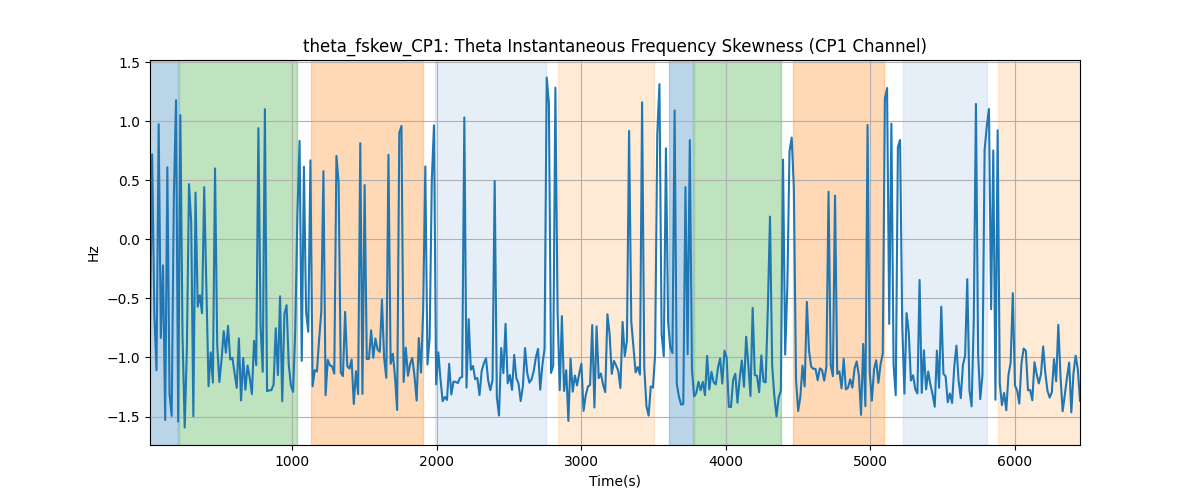 theta_fskew_CP1: Theta Instantaneous Frequency Skewness (CP1 Channel)
1.5
1.0
0.5
0.0
−0.5
−1.0
−1.5
Hz
1000 2000 3000 4000 5000 6000
Time(s)